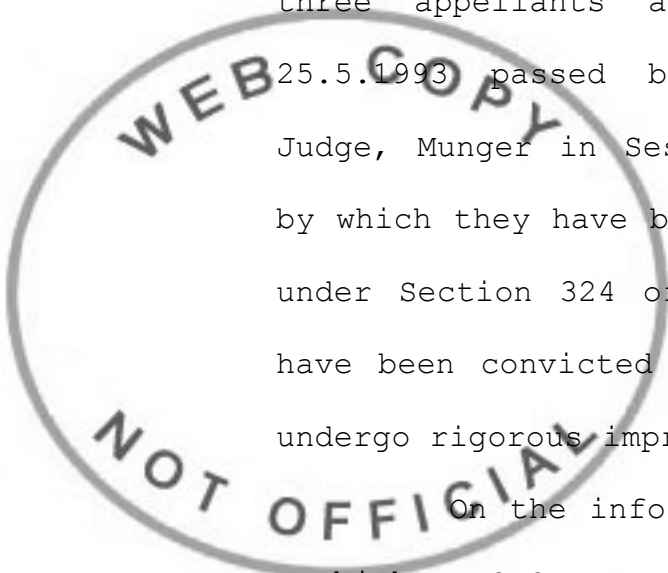 three appellants a
25.5.1993 passed b
Judge, Munger in Ses
by which they have b
under Section 324 o
have been convicted
undergo rigorous impr
On the info
WEB COPY
NOT OFFICIAL